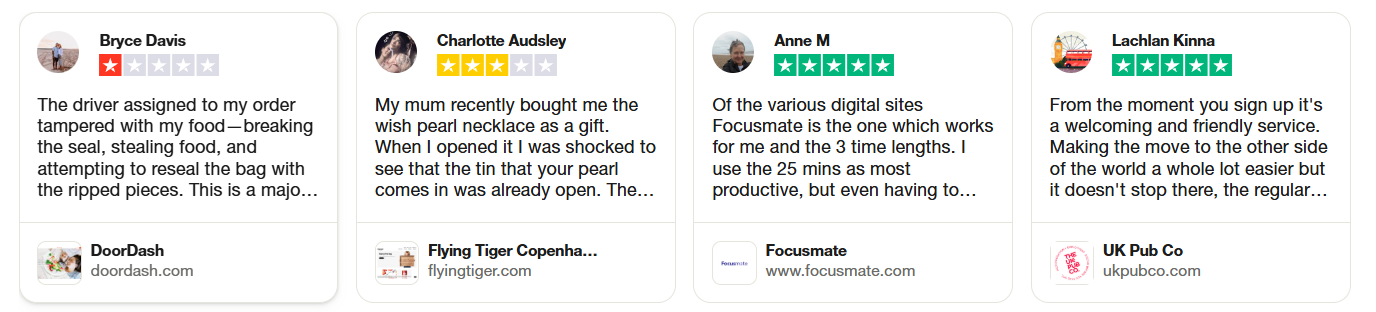 Bryce Davis
The driver assigned to my order
tampered with my food—breaking
the seal, stealing food, and
attempting to reseal the bag with
the ripped pieces. This is a majo…
DoorDash
doordash.com
Charlotte Audsley
My mum recently bought me the
wish pearl necklace as a gift.
When I opened it I was shocked to
see that the tin that your pearl
comes in was already open. The…
Flying Tiger Copenha…
flyingtiger.com
Anne M
Of the various digital sites
Focusmate is the one which works
for me and the 3 time lengths. I
use the 25 mins as most
productive, but even having to…
Focusmate
Focusmate
www.focusmate.com
Lachlan Kinna
From the moment you sign up it's
a welcoming and friendly service.
Making the move to the other side
of the world a whole lot easier but
it doesn't stop there, the regular…
THE
UK
PUB
CO.
UK Pub Co
ukpubco.com